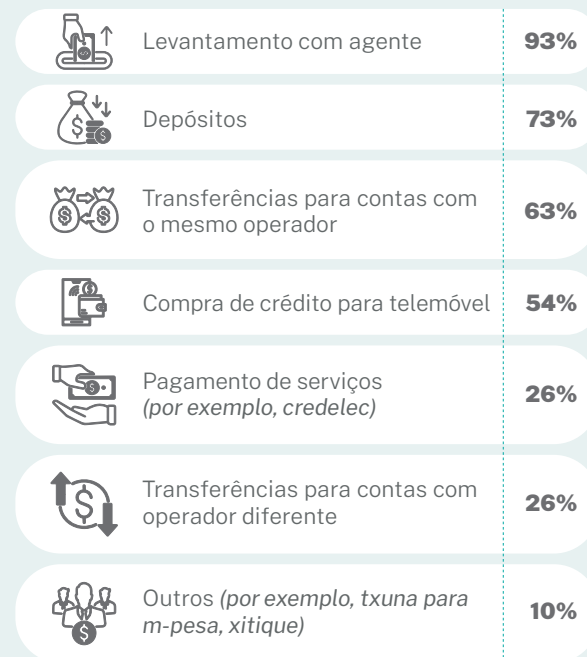 Levantamento com agente 93%
Depósitos 73%
Transferências para contas com
o mesmo operador 63%
Compra de crédito para telemóvel 54%
Pagamento de serviços
(por exemplo, credelec) 26%
Transferências para contas com
operador diferente 26%
Outros (por exemplo, txuna para
m-pesa, xitique) 10%